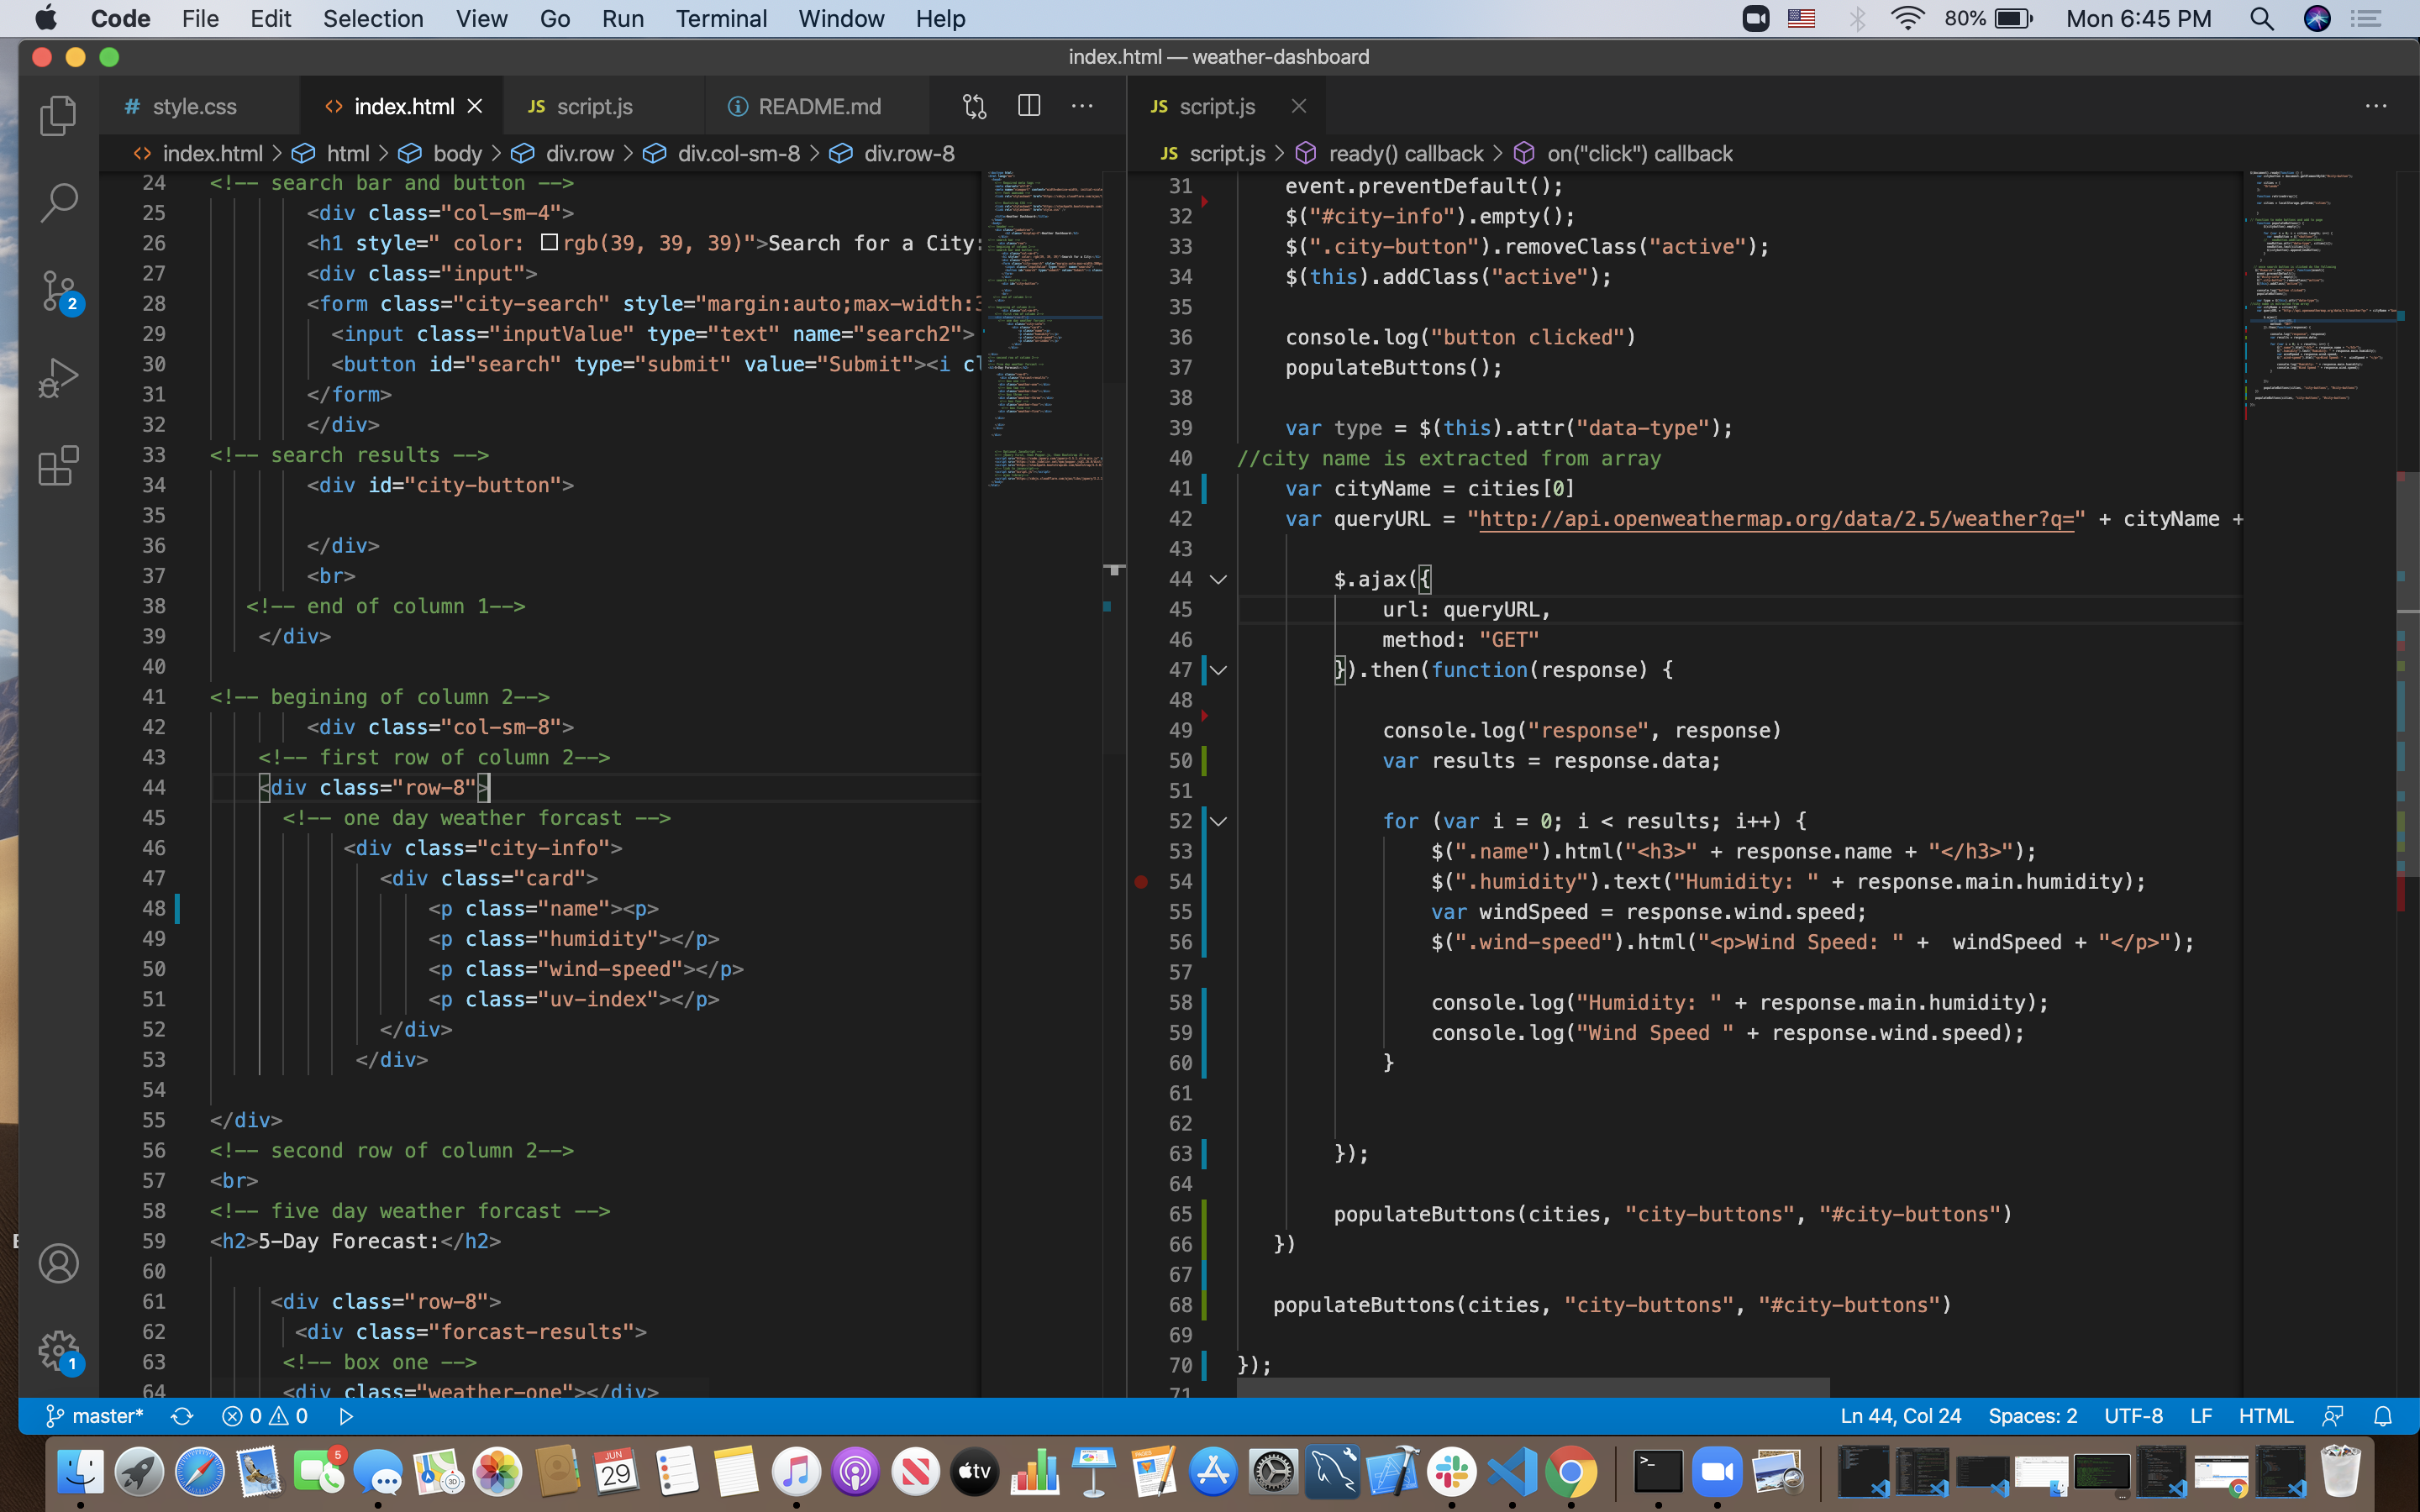 Code File Edit Selection View Go Run Terminal Window Help 80% Mon 6:45 PM
index.html — weather-dashboard
# style.css <> index.html JS script.js README.md
index.html > html > body > div.row > div.col-sm-8 > div.row-8
24 <!-- search bar and button -->
25 <div class="col-sm-4">
26 <h1 style=" color: rgb(39, 39, 39)">Search for a City:
27 <div class="input">
28 <form class="city-search" style="margin:auto;max-width:3
29 <input class="inputValue" type="text" name="search2">
30 <button id="search" type="submit" value="Submit"><i cl
31 </form>
32 </div>
33 <!-- search results -->
34 <div id="city-button">
35
36 </div>
37 <br>
38 <!-- end of column 1-->
39 </div>
40
41 <!-- begining of column 2-->
42 <div class="col-sm-8">
43 <!-- first row of column 2-->
44 <div class="row-8">
45 <!-- one day weather forcast -->
46 <div class="city-info">
47 <div class="card">
48 <p class="name"><p>
49 <p class="humidity"></p>
50 <p class="wind-speed"></p>
51 <p class="uv-index"></p>
52 </div>
53 </div>
54
55 </div>
56 <!-- second row of column 2-->
57 <br>
58 <!-- five day weather forcast -->
59 <h2>5-Day Forecast:</h2>
60
61 <div class="row-8">
62 <div class="forcast-results">
63 <!-- box one -->
64 <div class="weather-one"></div>
JS script.js
JS script.js > ready() callback > on("click") callback
31 event.preventDefault();
32 $("#city-info").empty();
33 $(".city-button").removeClass("active");
34 $(this).addClass("active");
35
36 console.log("button clicked")
37 populateButtons();
38
39 var type = $(this).attr("data-type");
40 //city name is extracted from array
41 var cityName = cities[0]
42 var queryURL = "http://api.openweathermap.org/data/2.5/weather?q=" + cityName +
43
44 $.ajax({
45 url: queryURL,
46 method: "GET"
47 }).then(function(response) {
48
49 console.log("response", response)
50 var results = response.data;
51
52 for (var i = 0; i < results; i++) {
53 $(".name").html("<h3>" + response.name + "</h3>");
54 $(".humidity").text("Humidity: " + response.main.humidity);
55 var windSpeed = response.wind.speed;
56 $(".wind-speed").html("<p>Wind Speed: " +  windSpeed + "</p>");
57
58 console.log("Humidity: " + response.main.humidity);
59 console.log("Wind Speed " + response.wind.speed);
60 }
61
62
63 });
64
65 populateButtons(cities, "city-buttons", "#city-buttons")
66 })
67
68 populateButtons(cities, "city-buttons", "#city-buttons")
69
70 });
71
2
1
master* 0 0 Ln 44, Col 24 Spaces: 2 UTF-8 LF HTML
5
3D
JUN
29
tv